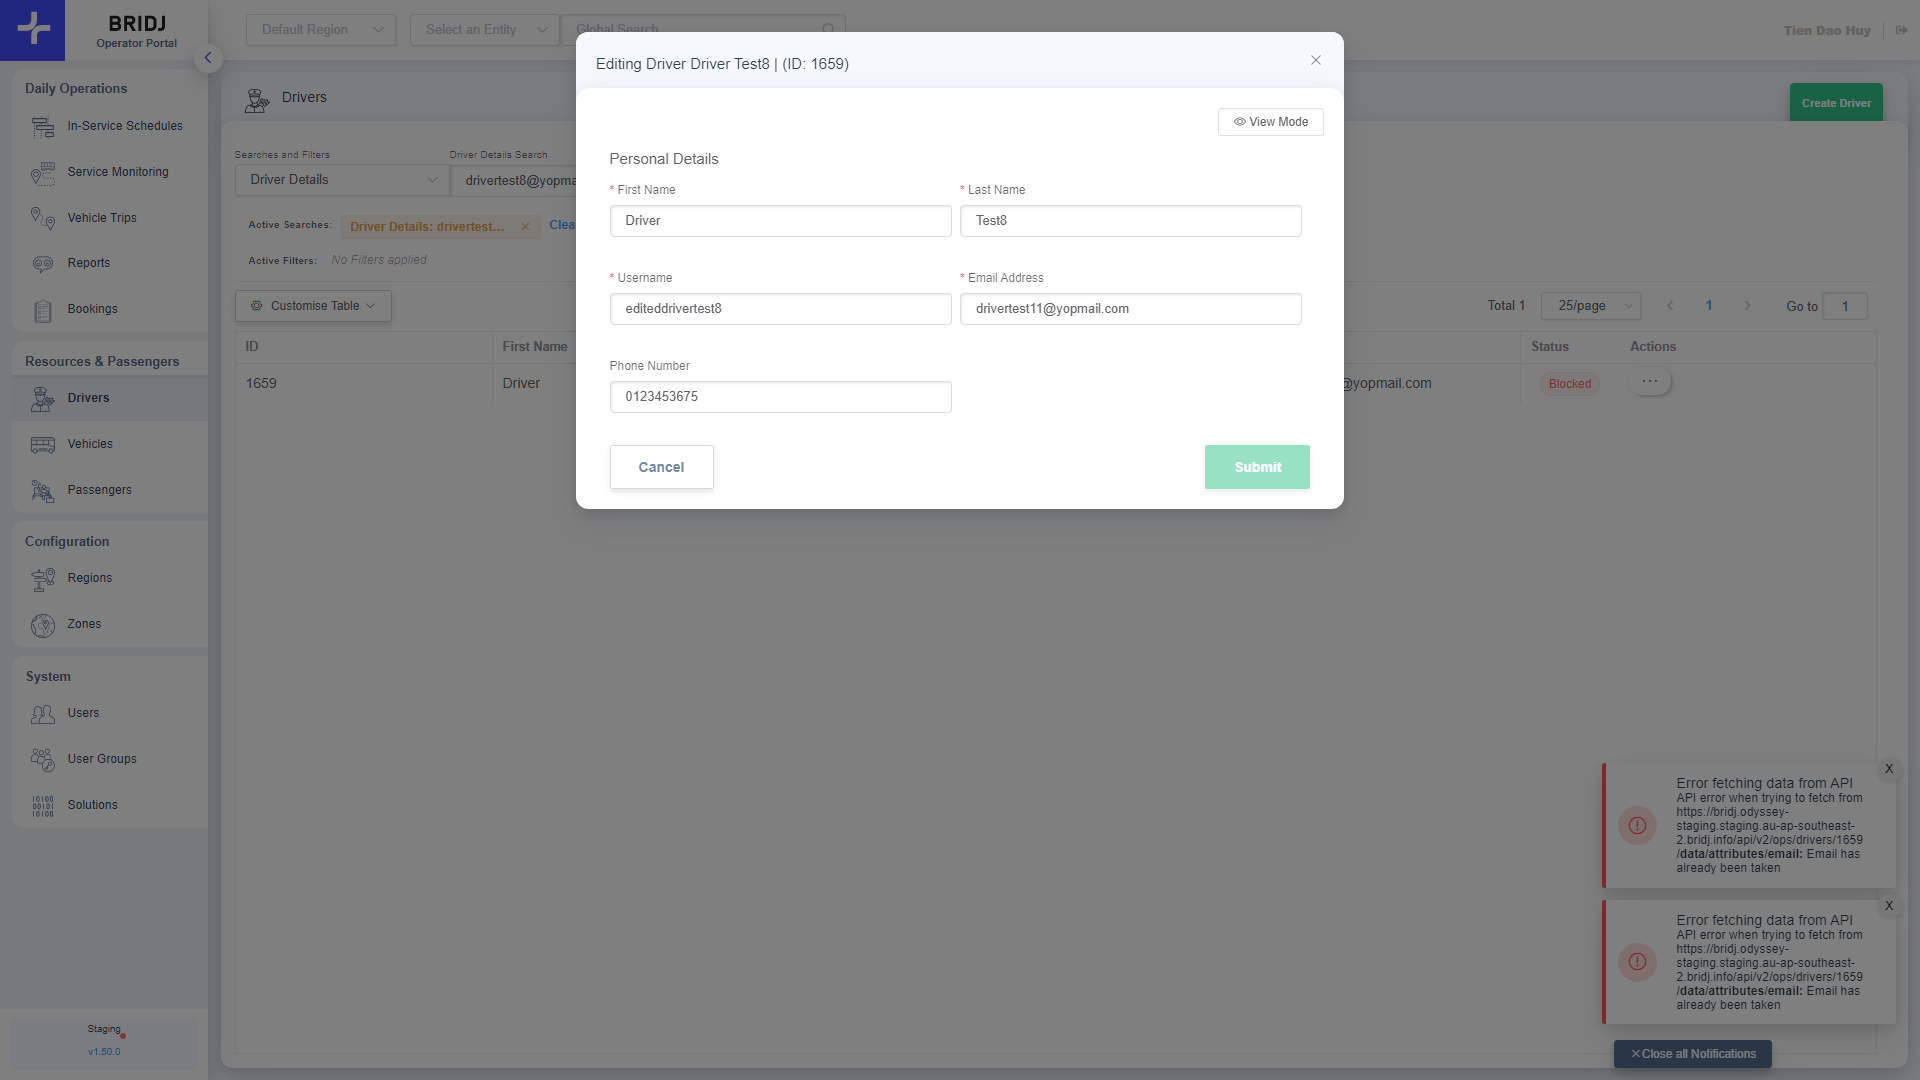 BRIDJ
Operator Portal
Default Region
Select an Entity
Global Search
Tien Dao Huy
Daily Operations
In-Service Schedules
Service Monitoring
Vehicle Trips
Reports
Bookings
Resources & Passengers
Drivers
Vehicles
Passengers
Configuration
Regions
Zones
System
Users
User Groups
Solutions
Staging
v1.50.0
Drivers
Create Driver
Searches and Filters
Driver Details Search
Driver Details
drivertest8@yopma
Active Searches:
Driver Details: drivertest...
Clea
Active Filters:
No Filters applied
Customise Table
Total 1
25/page
1
Go to
1
ID
First Name
Status
Actions
1659
Driver
@yopmail.com
Blocked
Editing Driver Driver Test8 | (ID: 1659)
View Mode
Personal Details
* First Name
* Last Name
Driver
Test8
* Username
* Email Address
editeddrivertest8
drivertest11@yopmail.com
Phone Number
0123453675
Cancel
Submit
X
Error fetching data from API
API error when trying to fetch from
https://bridj.odyssey-
staging.staging.au-ap-southeast-
2.bridj.info/api/v2/ops/drivers/1659
/data/attributes/email: Email has
already been taken
X
Error fetching data from API
API error when trying to fetch from
https://bridj.odyssey-
staging.staging.au-ap-southeast-
2.bridj.info/api/v2/ops/drivers/1659
/data/attributes/email: Email has
already been taken
Close all Notifications